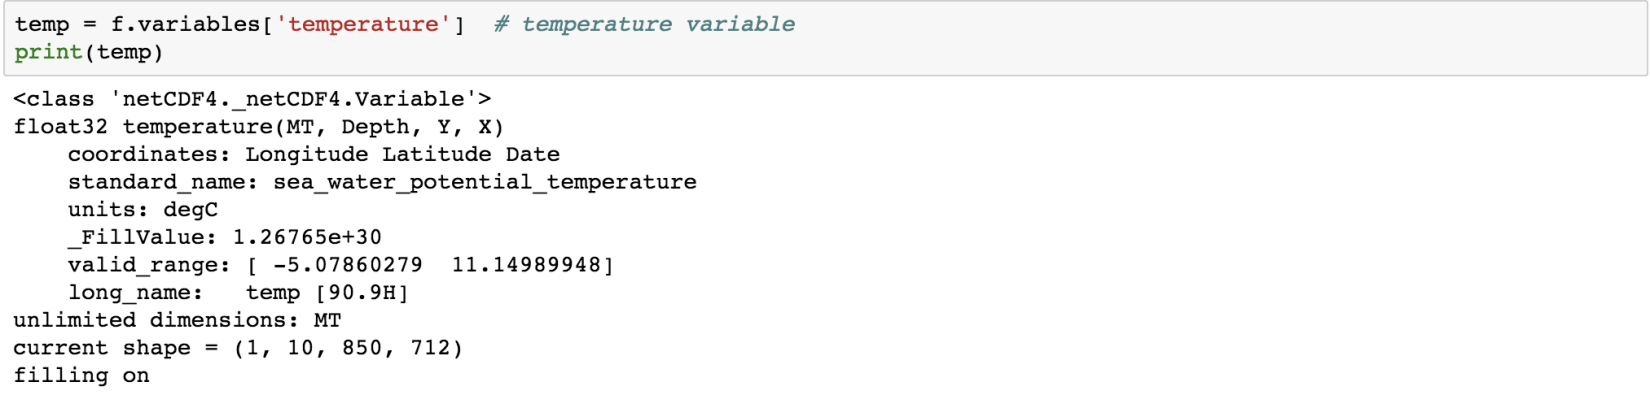 temp = f.variables['temperature']  # temperature variable
print(temp)
<class 'netCDF4._netCDF4.Variable'>
float32 temperature(MT, Depth, Y, X)
    coordinates: Longitude Latitude Date
    standard_name: sea_water_potential_temperature
    units: degC
    _FillValue: 1.26765e+30
    valid_range: [ -5.07860279  11.14989948]
    long_name:   temp [90.9H]
unlimited dimensions: MT
current shape = (1, 10, 850, 712)
filling on